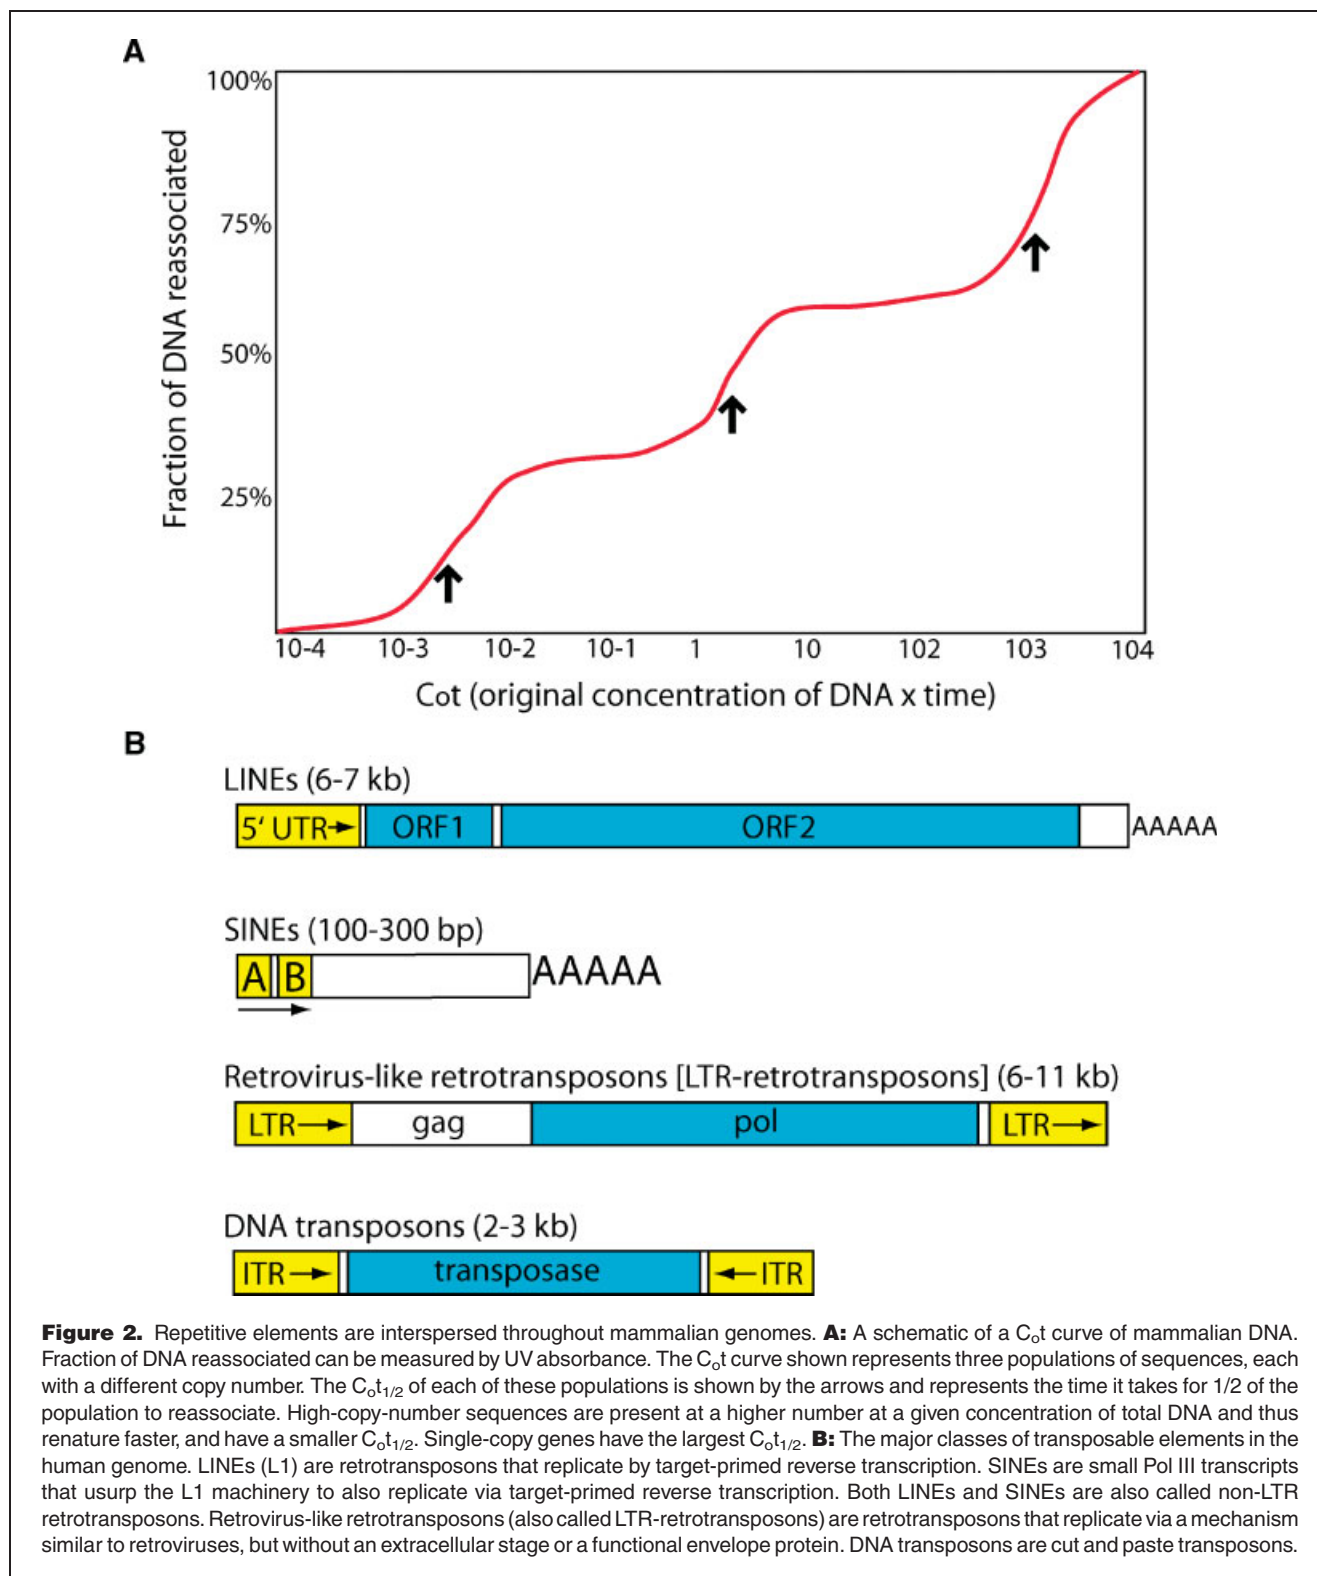 A
100%
75%
50%
25%
Fraction of DNA reassociated
10-4 10-3 10-2 10-1 1 10 102 103 104
Cot (original concentration of DNA x time)
B
LINEs (6-7 kb)
5' UTR ORF1 ORF2 AAAAA
SINEs (100-300 bp)
A B AAAAA
Retrovirus-like retrotransposons [LTR-retrotransposons] (6-11 kb)
LTR gag pol LTR
DNA transposons (2-3 kb)
ITR transposase ITR
Figure 2. Repetitive elements are interspersed throughout mammalian genomes. A: A schematic of a Cot curve of mammalian DNA.
Fraction of DNA reassociated can be measured by UV absorbance. The Cot curve shown represents three populations of sequences, each
with a different copy number. The Cot1/2 of each of these populations is shown by the arrows and represents the time it takes for 1/2 of the
population to reassociate. High-copy-number sequences are present at a higher number at a given concentration of total DNA and thus
renature faster, and have a smaller Cot1/2. Single-copy genes have the largest Cot1/2. B: The major classes of transposable elements in the
human genome. LINEs (L1) are retrotransposons that replicate by target-primed reverse transcription. SINEs are small Pol III transcripts
that usurp the L1 machinery to also replicate via target-primed reverse transcription. Both LINEs and SINEs are also called non-LTR
retrotransposons. Retrovirus-like retrotransposons (also called LTR-retrotransposons) are retrotransposons that replicate via a mechanism
similar to retroviruses, but without an extracellular stage or a functional envelope protein. DNA transposons are cut and paste transposons.